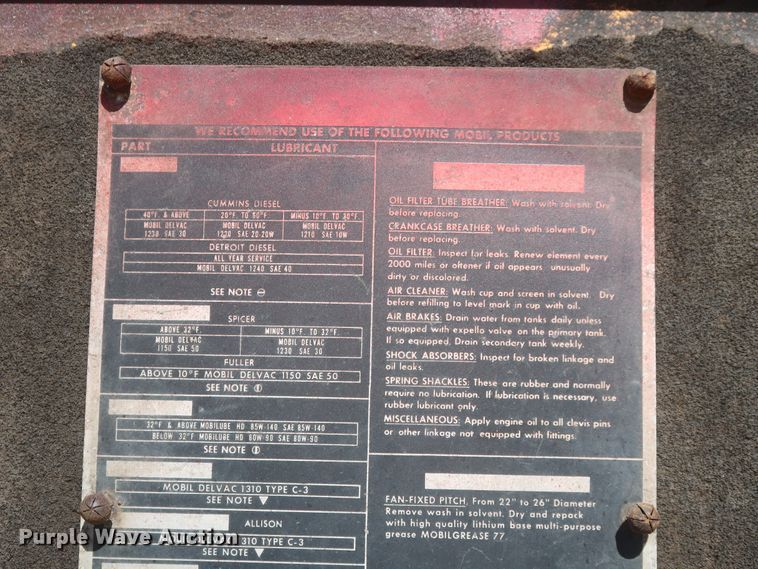 WE RECOMMEND USE OF THE FOLLOWING MOBIL PRODUCTS
PART LUBRICANT
CUMMINS DIESEL
40°F. & ABOVE 20°F. TO 50°F. MINUS 10°F. TO 30°F.
MOBIL DELVAC MOBIL DELVAC MOBIL DELVAC
1230 SAE 30 1220 SAE 20-20W 1210 SAE 10W
DETROIT DIESEL
ALL YEAR SERVICE
MOBIL DELVAC 1240 SAE 40
SEE NOTE
SPICER
ABOVE 32°F. MINUS 10°F. TO 32°F.
MOBIL DELVAC MOBIL DELVAC
1150 SAE 50 1230 SAE 30
FULLER
ABOVE 10°F MOBIL DELVAC 1150 SAE 50
SEE NOTE
32°F & ABOVE MOBILUBE HD 85W-140 SAE 85W-140
BELOW 32°F MOBILUBE HD 80W-90 SAE 80W-90
SEE NOTE
MOBIL DELVAC 1310 TYPE C-3
SEE NOTE ▼
ALLISON
1310 TYPE C-3
SEE NOTE ▼
OIL FILTER TUBE BREATHER: Wash with solvent. Dry
before replacing.
CRANKCASE BREATHER: Wash with solvent. Dry
before replacing.
OIL FILTER: Inspect for leaks. Renew element every
2000 miles or oftener if oil appears unusually
dirty or discolored.
AIR CLEANER: Wash cup and screen in solvent. Dry
before refilling to level mark in cup with oil.
AIR BRAKES: Drain water from tanks daily unless
equipped with expello valve on the primary tank.
If so equipped, Drain secondary tank weekly.
SHOCK ABSORBERS: Inspect for broken linkage and
oil leaks.
SPRING SHACKLES: These are rubber and normally
require no lubrication. If lubrication is necessary, use
rubber lubricant only.
MISCELLANEOUS: Apply engine oil to all clevis pins
or other linkage not equipped with fittings.
FAN-FIXED PITCH, From 22" to 26" Diameter
Remove wash in solvent. Dry and repack
with high quality lithium base multi-purpose
grease MOBILGREASE 77.
Purple Wave Auction